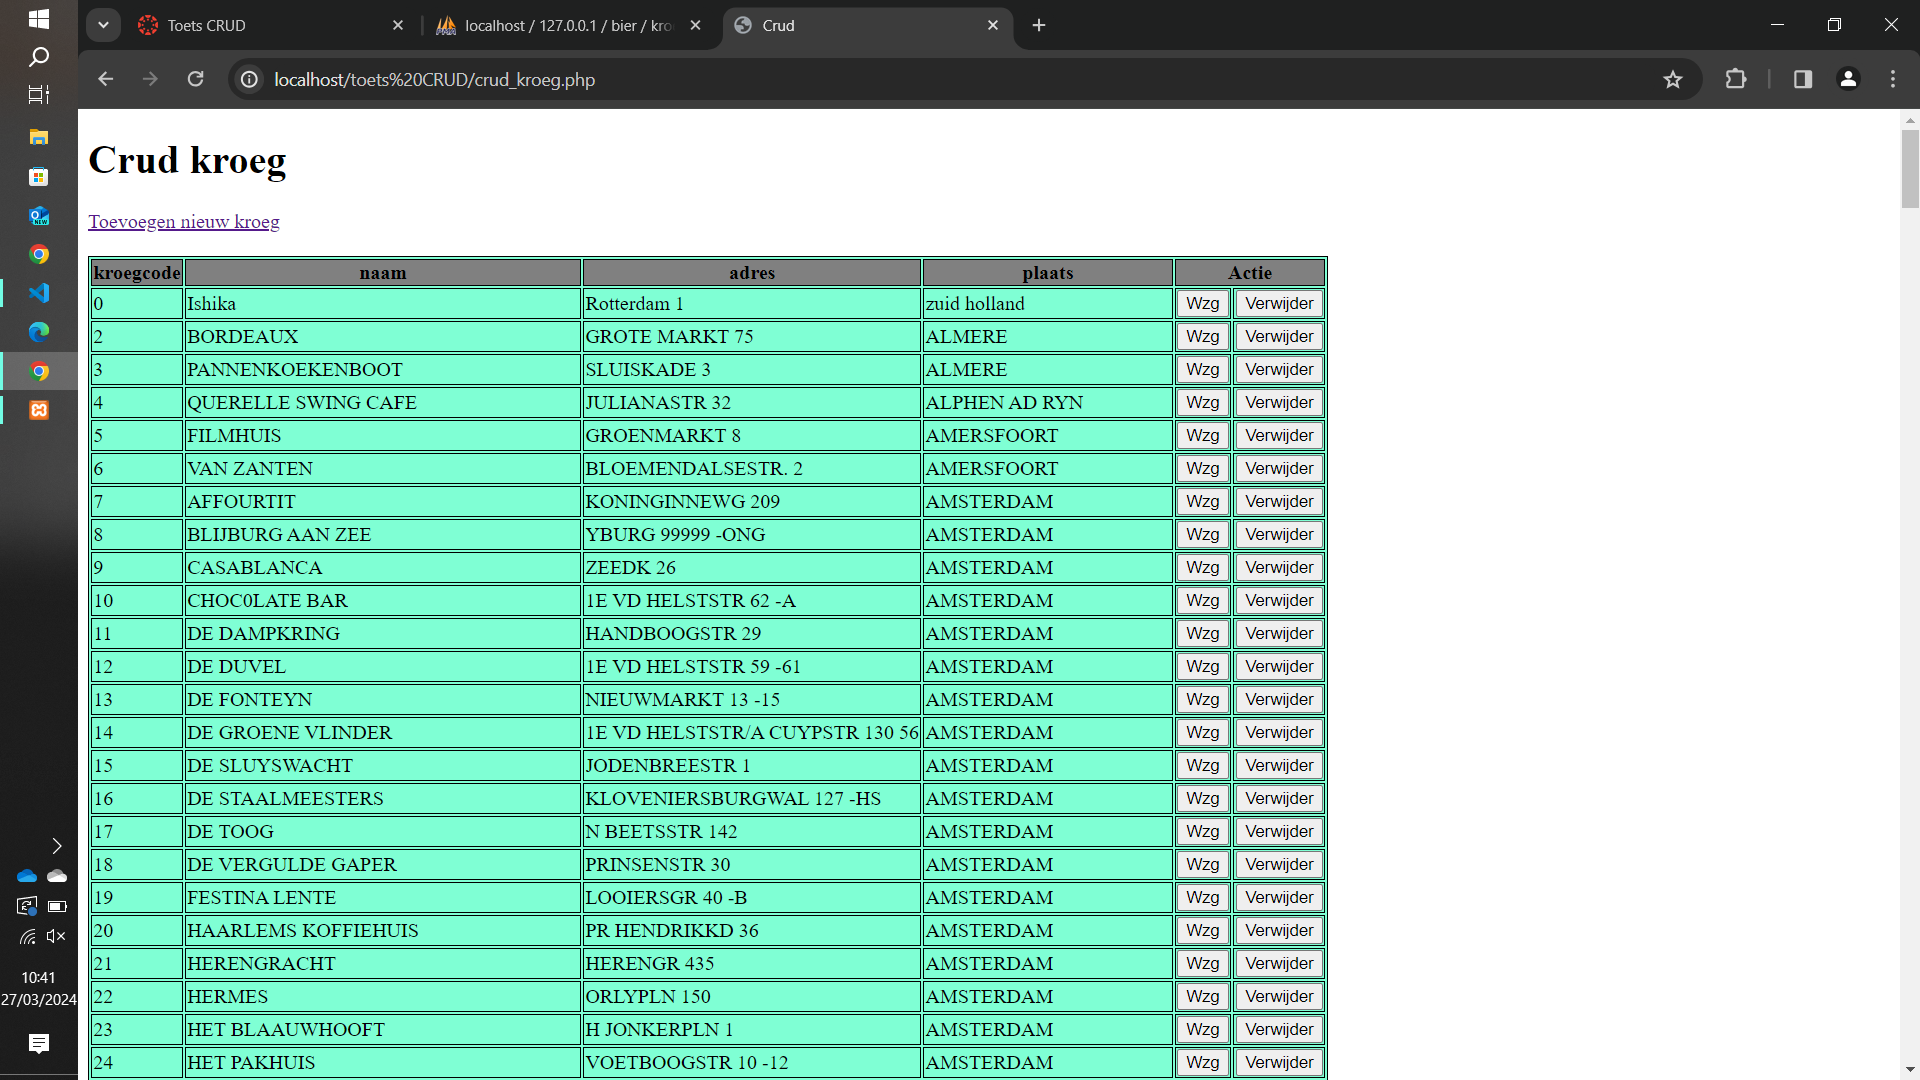 Toets CRUD
localhost / 127.0.0.1 / bier / kro
Crud
localhost/toets%20CRUD/crud_kroeg.php
Crud kroeg
Toevoegen nieuw kroeg
kroegcode naam adres plaats Actie
0 Ishika Rotterdam 1 zuid holland Wzg Verwijder
2 BORDEAUX GROTE MARKT 75 ALMERE Wzg Verwijder
3 PANNENKOEKENBOOT SLUISKADE 3 ALMERE Wzg Verwijder
4 QUERELLE SWING CAFE JULIANASTR 32 ALPHEN AD RYN Wzg Verwijder
5 FILMHUIS GROENMARKT 8 AMERSFOORT Wzg Verwijder
6 VAN ZANTEN BLOEMENDALSESTR. 2 AMERSFOORT Wzg Verwijder
7 AFFOURTIT KONINGINNEWG 209 AMSTERDAM Wzg Verwijder
8 BLIJBURG AAN ZEE YBURG 99999 -ONG AMSTERDAM Wzg Verwijder
9 CASABLANCA ZEEDK 26 AMSTERDAM Wzg Verwijder
10 CHOC0LATE BAR 1E VD HELSTSTR 62 -A AMSTERDAM Wzg Verwijder
11 DE DAMPKRING HANDBOOGSTR 29 AMSTERDAM Wzg Verwijder
12 DE DUVEL 1E VD HELSTSTR 59 -61 AMSTERDAM Wzg Verwijder
13 DE FONTEYN NIEUWMARKT 13 -15 AMSTERDAM Wzg Verwijder
14 DE GROENE VLINDER 1E VD HELSTSTR/A CUYPSTR 130 56 AMSTERDAM Wzg Verwijder
15 DE SLUYSWACHT JODENBREESTR 1 AMSTERDAM Wzg Verwijder
16 DE STAALMEESTERS KLOVENIERSBURGWAL 127 -HS AMSTERDAM Wzg Verwijder
17 DE TOOG N BEETSSTR 142 AMSTERDAM Wzg Verwijder
18 DE VERGULDE GAPER PRINSENSTR 30 AMSTERDAM Wzg Verwijder
19 FESTINA LENTE LOOIERSGR 40 -B AMSTERDAM Wzg Verwijder
20 HAARLEMS KOFFIEHUIS PR HENDRIKKD 36 AMSTERDAM Wzg Verwijder
21 HERENGRACHT HERENGR 435 AMSTERDAM Wzg Verwijder
22 HERMES ORLYPLN 150 AMSTERDAM Wzg Verwijder
23 HET BLAAUWHOOFT H JONKERPLN 1 AMSTERDAM Wzg Verwijder
24 HET PAKHUIS VOETBOOGSTR 10 -12 AMSTERDAM Wzg Verwijder
10:41
27/03/2024